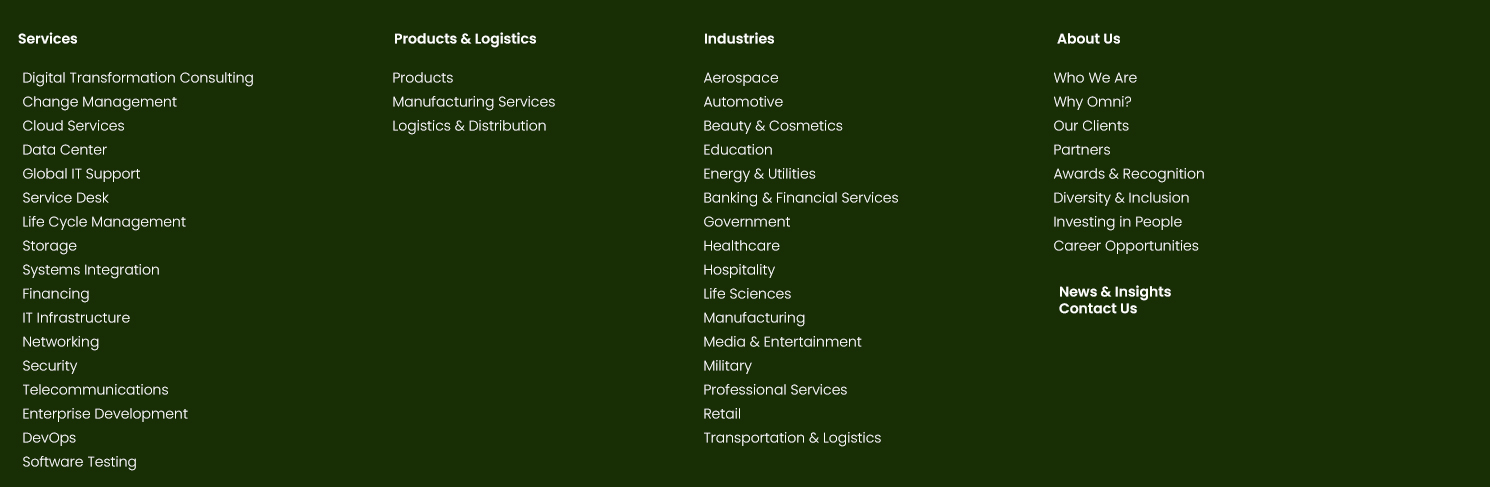 Services
Digital Transformation Consulting
Change Management
Cloud Services
Data Center
Global IT Support
Service Desk
Life Cycle Management
Storage
Systems Integration
Financing
IT Infrastructure
Networking
Security
Telecommunications
Enterprise Development
DevOps
Software Testing
Products & Logistics
Products
Manufacturing Services
Logistics & Distribution
Industries
Aerospace
Automotive
Beauty & Cosmetics
Education
Energy & Utilities
Banking & Financial Services
Government
Healthcare
Hospitality
Life Sciences
Manufacturing
Media & Entertainment
Military
Professional Services
Retail
Transportation & Logistics
About Us
Who We Are
Why Omni?
Our Clients
Partners
Awards & Recognition
Diversity & Inclusion
Investing in People
Career Opportunities
News & Insights
Contact Us